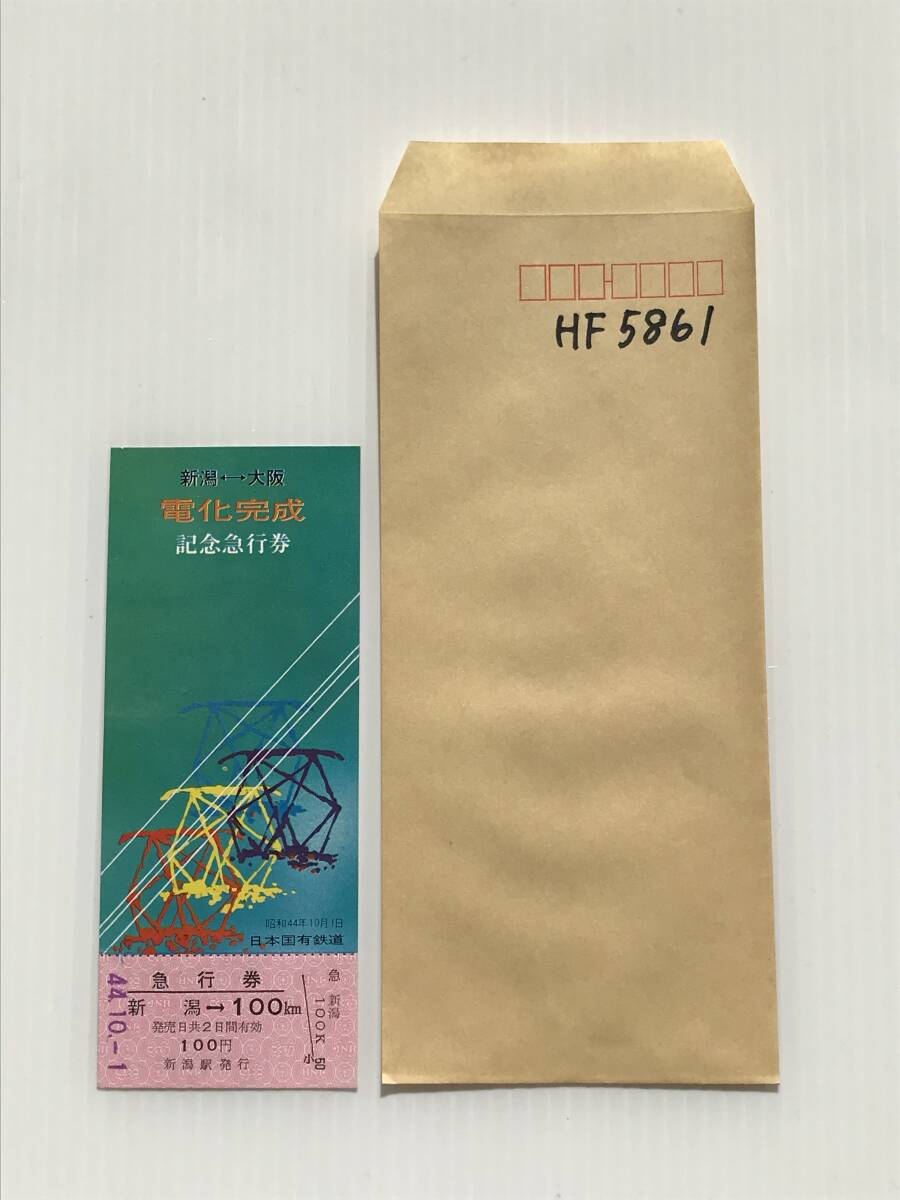 新潟↔大阪
電化完成
記念急行券
昭和44年10月1日
日本国有鉄道
急行券
新潟→100km
発売日共2日間有効
100円
新潟駅発行
急 新潟
100K
小 50
44.10.-1
HF 5861